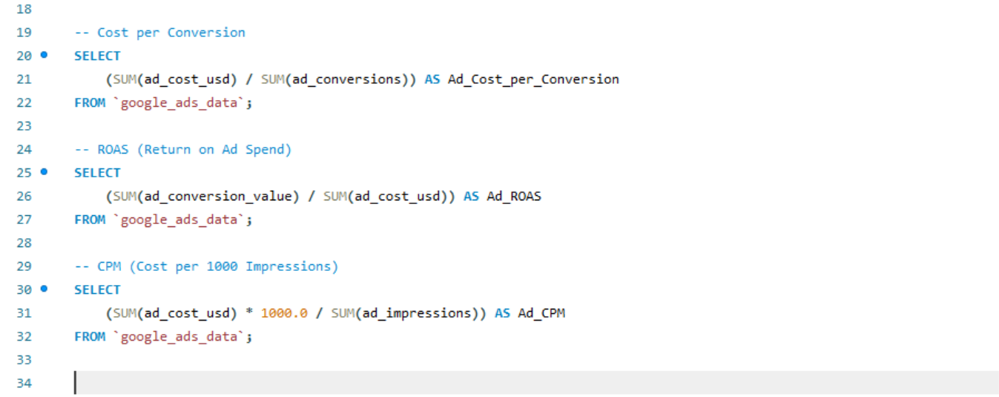 18
19 -- Cost per Conversion
20 SELECT
21 (SUM(ad_cost_usd) / SUM(ad_conversions)) AS Ad_Cost_per_Conversion
22 FROM `google_ads_data`;
23
24 -- ROAS (Return on Ad Spend)
25 SELECT
26 (SUM(ad_conversion_value) / SUM(ad_cost_usd)) AS Ad_ROAS
27 FROM `google_ads_data`;
28
29 -- CPM (Cost per 1000 Impressions)
30 SELECT
31 (SUM(ad_cost_usd) * 1000.0 / SUM(ad_impressions)) AS Ad_CPM
32 FROM `google_ads_data`;
33
34